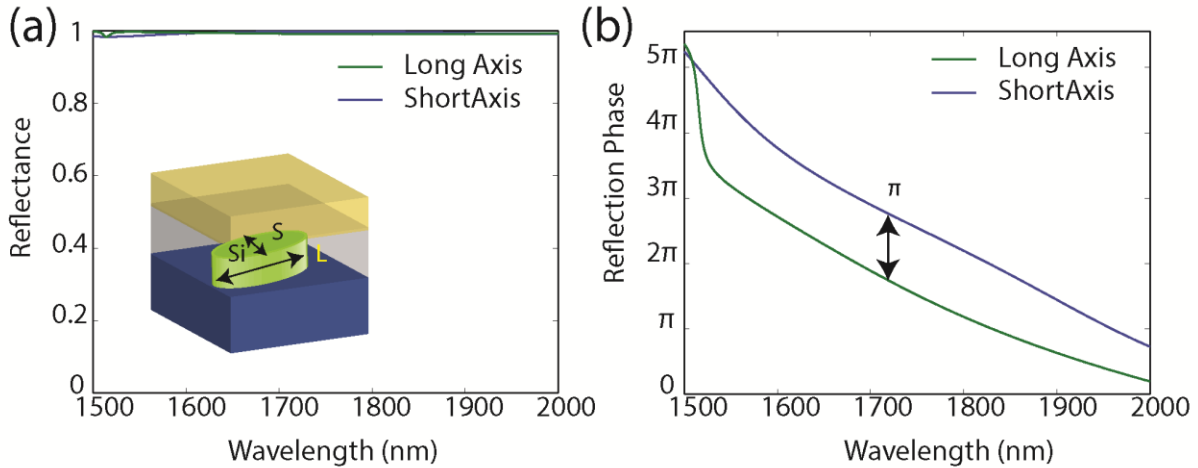 (a)
Reflectance
1
0.8
0.6
0.4
0.2
0
Long Axis
ShortAxis
S
Si
L
1500 1600 1700 1800 1900 2000
Wavelength (nm)
(b)
Reflection Phase
5π
4π
3π
2π
π
0
Long Axis
ShortAxis
π
1500 1600 1700 1800 1900 2000
Wavelength (nm)